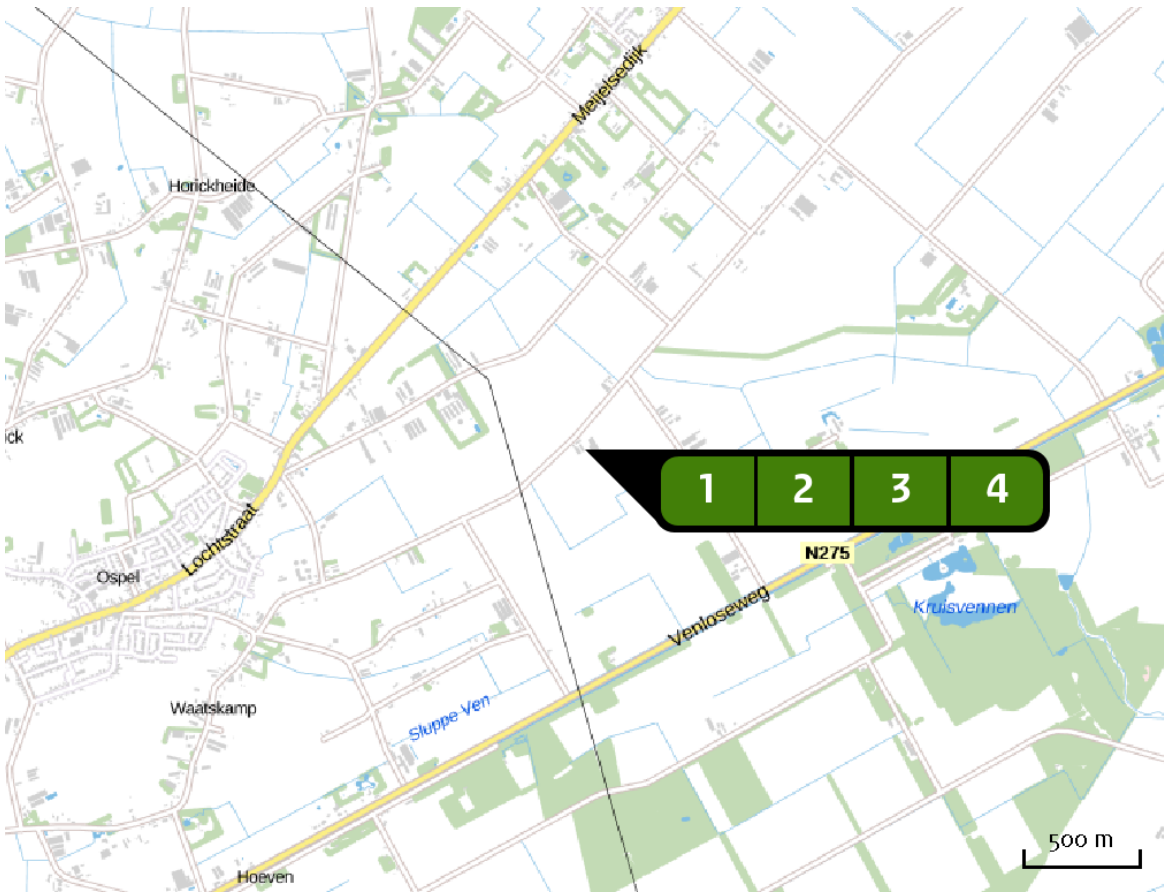 Meijelsedijk
Horickheide
ick
1 2 3 4
Lochtstraat
N275
Ospel
Venloseweg
Kruisvennen
Waatskamp
Sluppe Ven
500 m
Hoeven